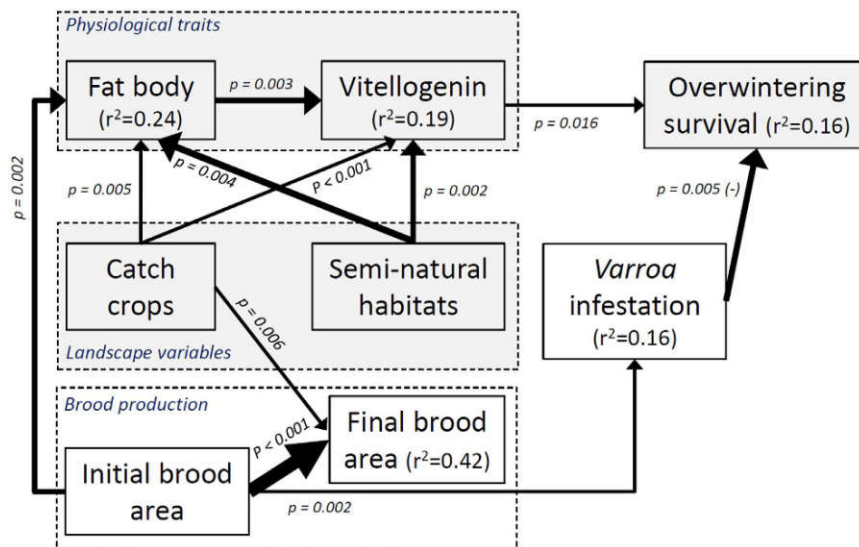 Physiological traits
Fat body
(r²=0.24)
p = 0.003
Vitellogenin
(r²=0.19)
p = 0.016
Overwintering
survival (r²=0.16)
p = 0.002
p = 0.005
p = 0.004
p < 0.001
p = 0.002
p = 0.005 (-)
Catch
crops
Semi-natural
habitats
Landscape variables
Varroa
infestation
(r²=0.16)
p = 0.006
Brood production
Final brood
area (r²=0.42)
p < 0.001
Initial brood
area
p = 0.002